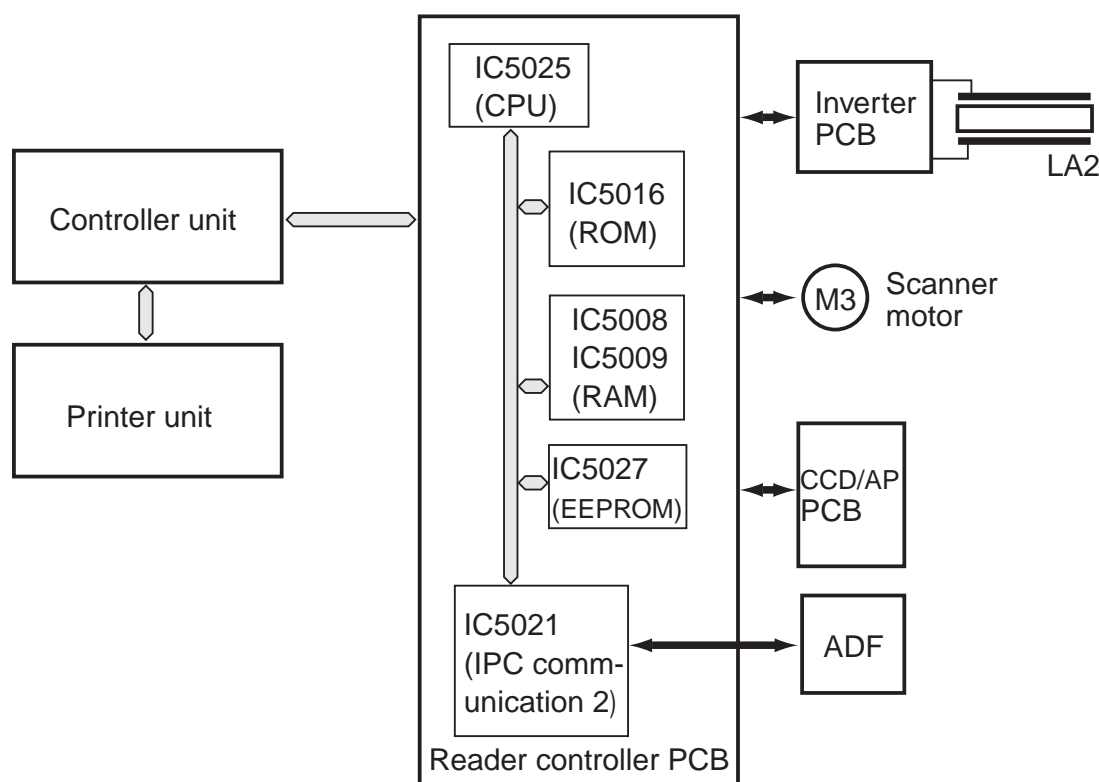 IC5025
(CPU)
Inverter
PCB
LA2
Controller unit
IC5016
(ROM)
M3
Scanner
motor
IC5008
IC5009
(RAM)
Printer unit
IC5027
(EEPROM)
CCD/AP
PCB
IC5021
(IPC comm-
unication 2)
ADF
Reader controller PCB